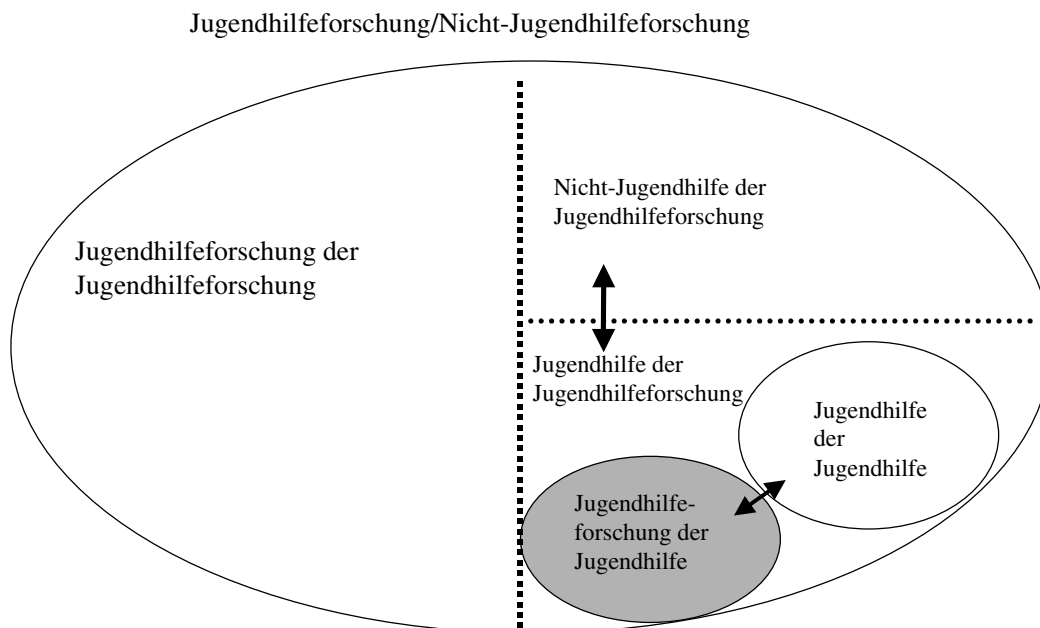 Jugendhilfeforschung/Nicht-Jugendhilfeforschung
Nicht-Jugendhilfe der
Jugendhilfeforschung
Jugendhilfeforschung der
Jugendhilfeforschung
Jugendhilfe der
Jugendhilfeforschung
Jugendhilfe
der
Jugendhilfe
Jugendhilfe-
forschung der
Jugendhilfe